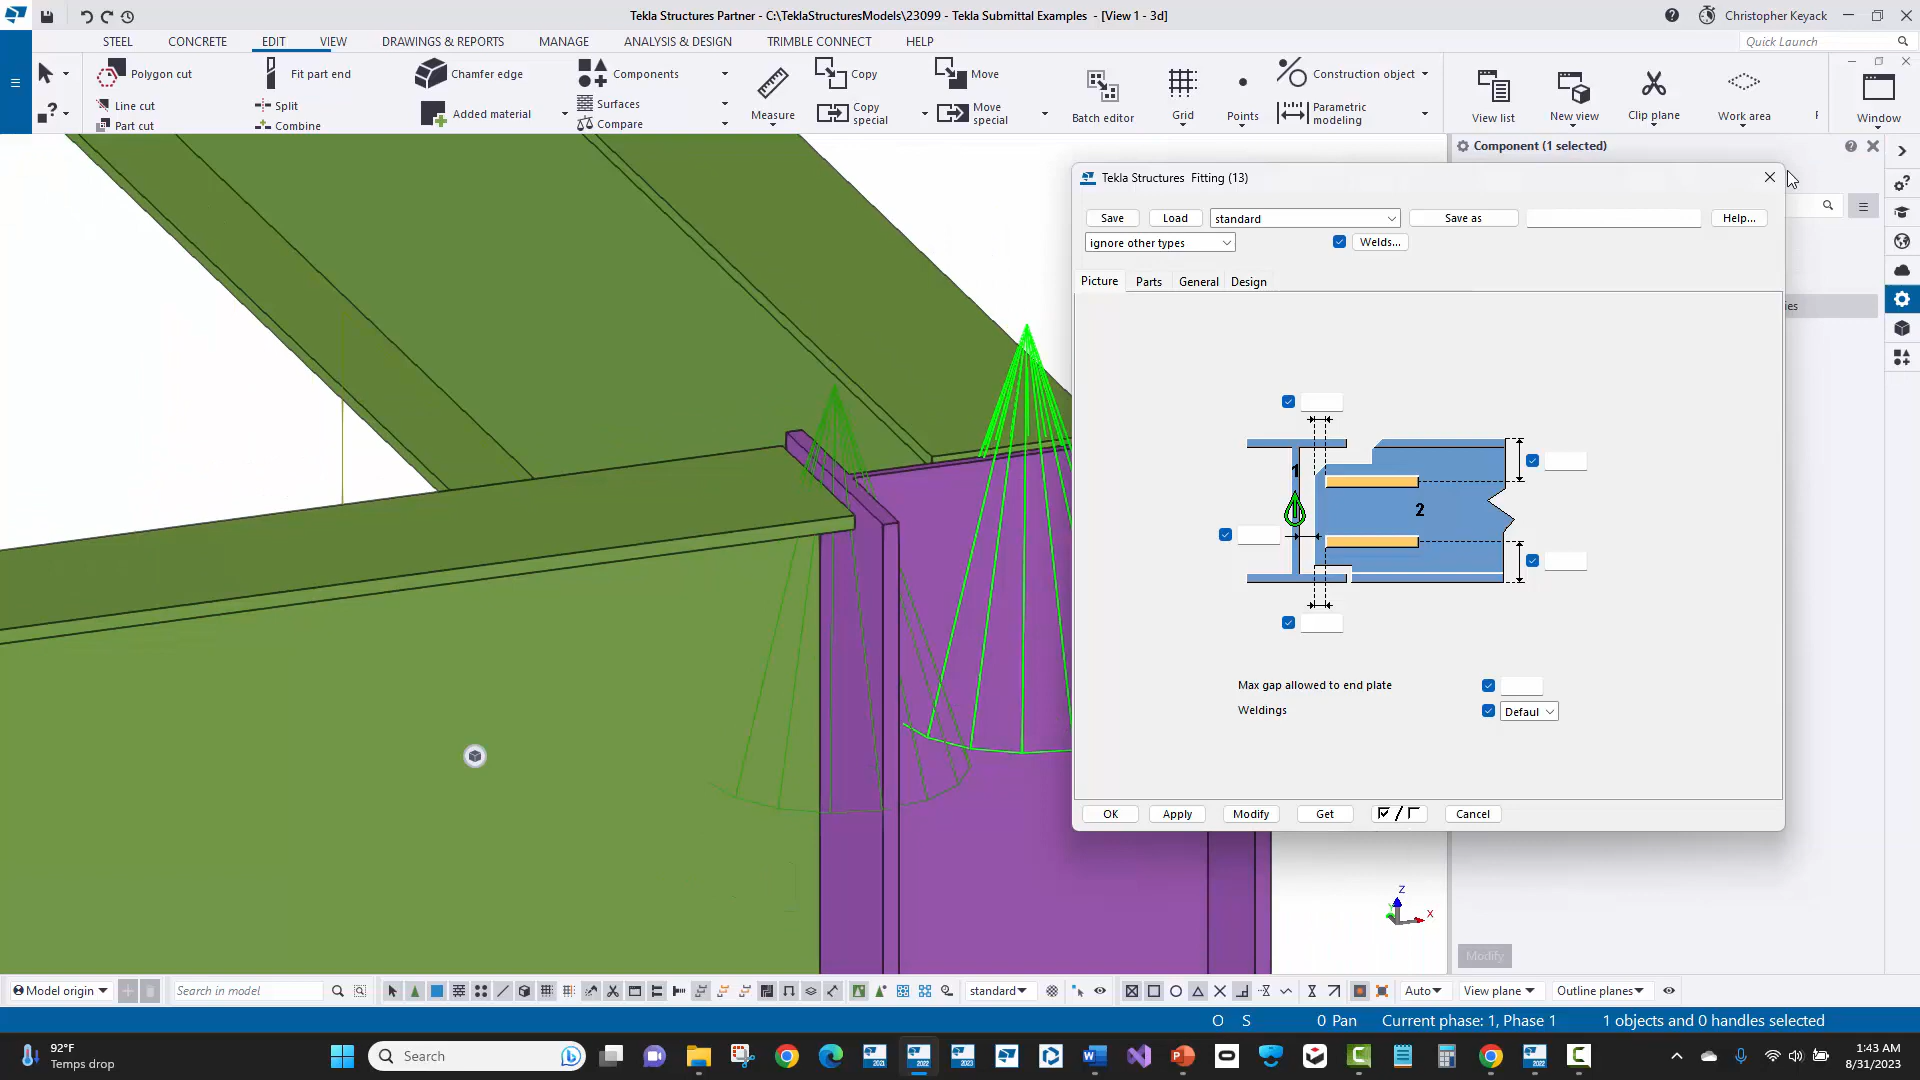 Tekla Structures Partner - C:\TeklaStructuresModels\23099 - Tekla Submittal Examples - [View 1 - 3d]
Christopher Keyack
STEEL CONCRETE EDIT VIEW DRAWINGS & REPORTS MANAGE ANALYSIS & DESIGN TRIMBLE CONNECT HELP
Quick Launch
Polygon cut
Line cut
Part cut
Fit part end
Split
Combine
Chamfer edge
Added material
Components
Surfaces
Compare
Measure
Copy
Copy special
Move
Move special
Batch editor
Grid
Points
Construction object
Parametric modeling
View list
New view
Clip plane
Work area
Window
Component (1 selected)
Tekla Structures Fitting (13)
Save Load standard Save as Help...
ignore other types Welds...
Picture Parts General Design
ies
1
2
Max gap allowed to end plate
Weldings Defaul
OK Apply Modify Get / Cancel
Z
X
Modify
Model origin Search in model standard Auto View plane Outline planes
O S 0 Pan Current phase: 1, Phase 1 1 objects and 0 handles selected
92°F
Temps drop
Search
2021 2022 2023 2022
1:43 AM
8/31/2023